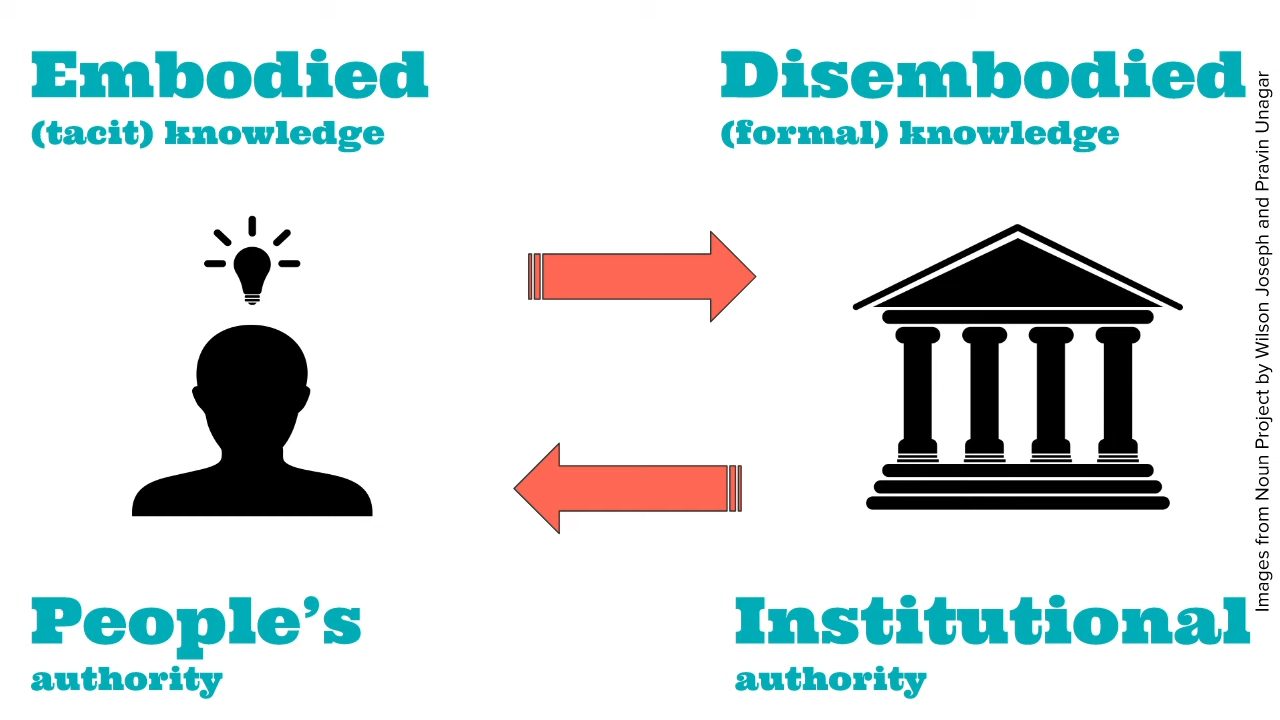 Embodied
(tacit) knowledge
Disembodied
(formal) knowledge
People’s
authority
Institutional
authority
Images from Noun Project by Wilson Joseph and Pravin Unagar